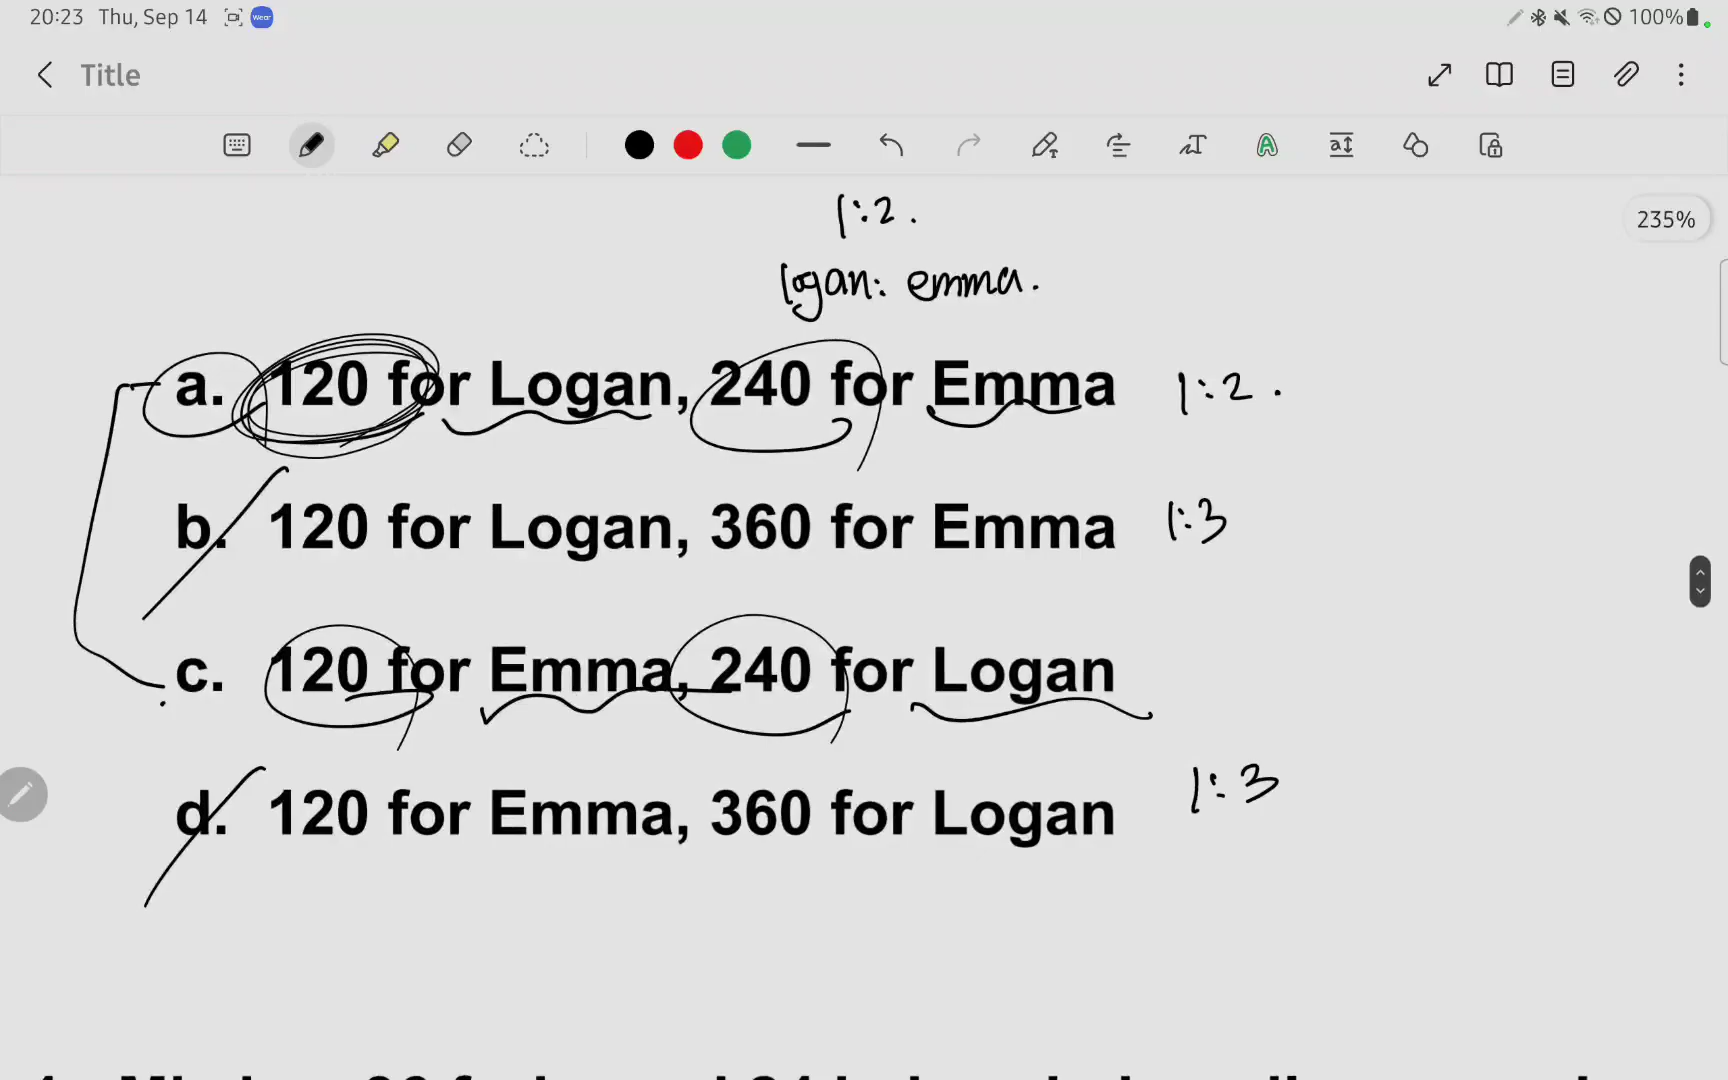 20:23 Thu, Sep 14 Wear 100%
Title
235%
1:2.
logan: emma.
a. 120 for Logan, 240 for Emma 1:2.
b. 120 for Logan, 360 for Emma 1:3
c. 120 for Emma, 240 for Logan
d. 120 for Emma, 360 for Logan 1:3